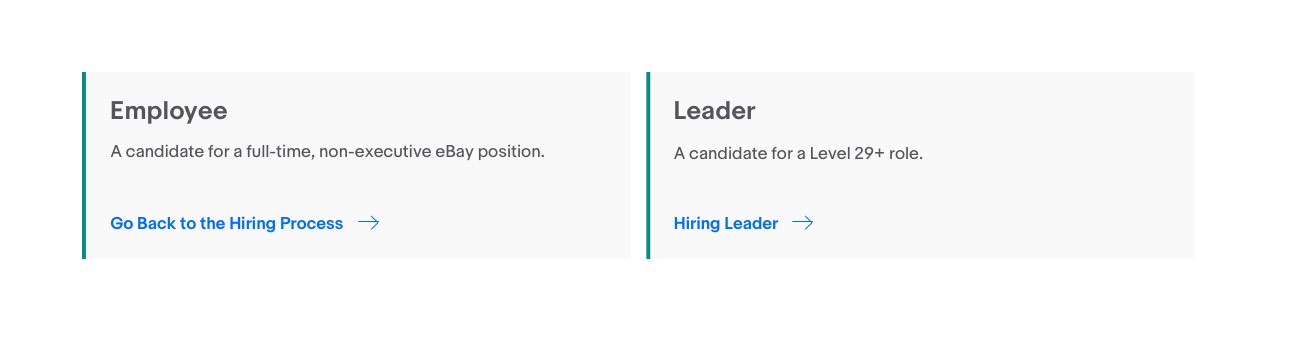 Employee
A candidate for a full-time, non-executive eBay position.
Go Back to the Hiring Process
Leader
A candidate for a Level 29+ role.
Hiring Leader